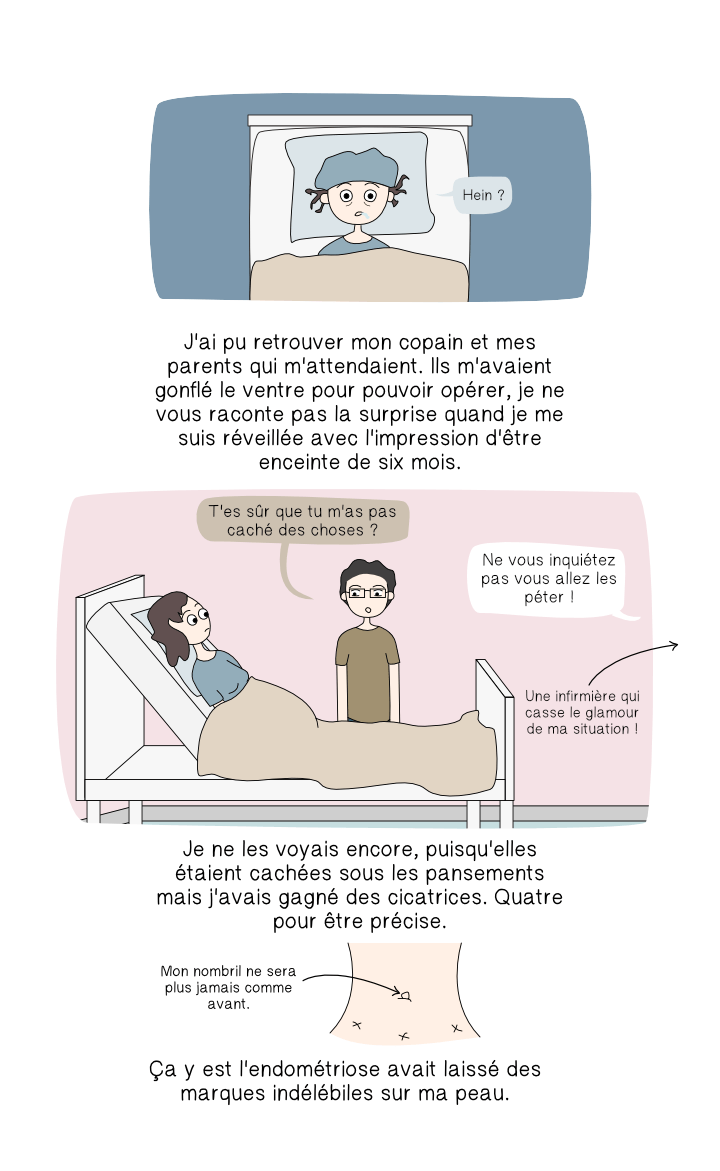 Hein ?
J'ai pu retrouver mon copain et mes
parents qui m'attendaient. Ils m'avaient
gonflé le ventre pour pouvoir opérer, je ne
vous raconte pas la surprise quand je me
suis réveillée avec l'impression d'être
enceinte de six mois.
T'es sûr que tu m'as pas
caché des choses ?
Ne vous inquiétez
pas vous allez les
péter !
Une infirmière qui
casse le glamour
de ma situation !
Je ne les voyais encore, puisqu'elles
étaient cachées sous les pansements
mais j'avais gagné des cicatrices. Quatre
pour être précise.
Mon nombril ne sera
plus jamais comme
avant.
Ça y est l'endométriose avait laissé des
marques indélébiles sur ma peau.